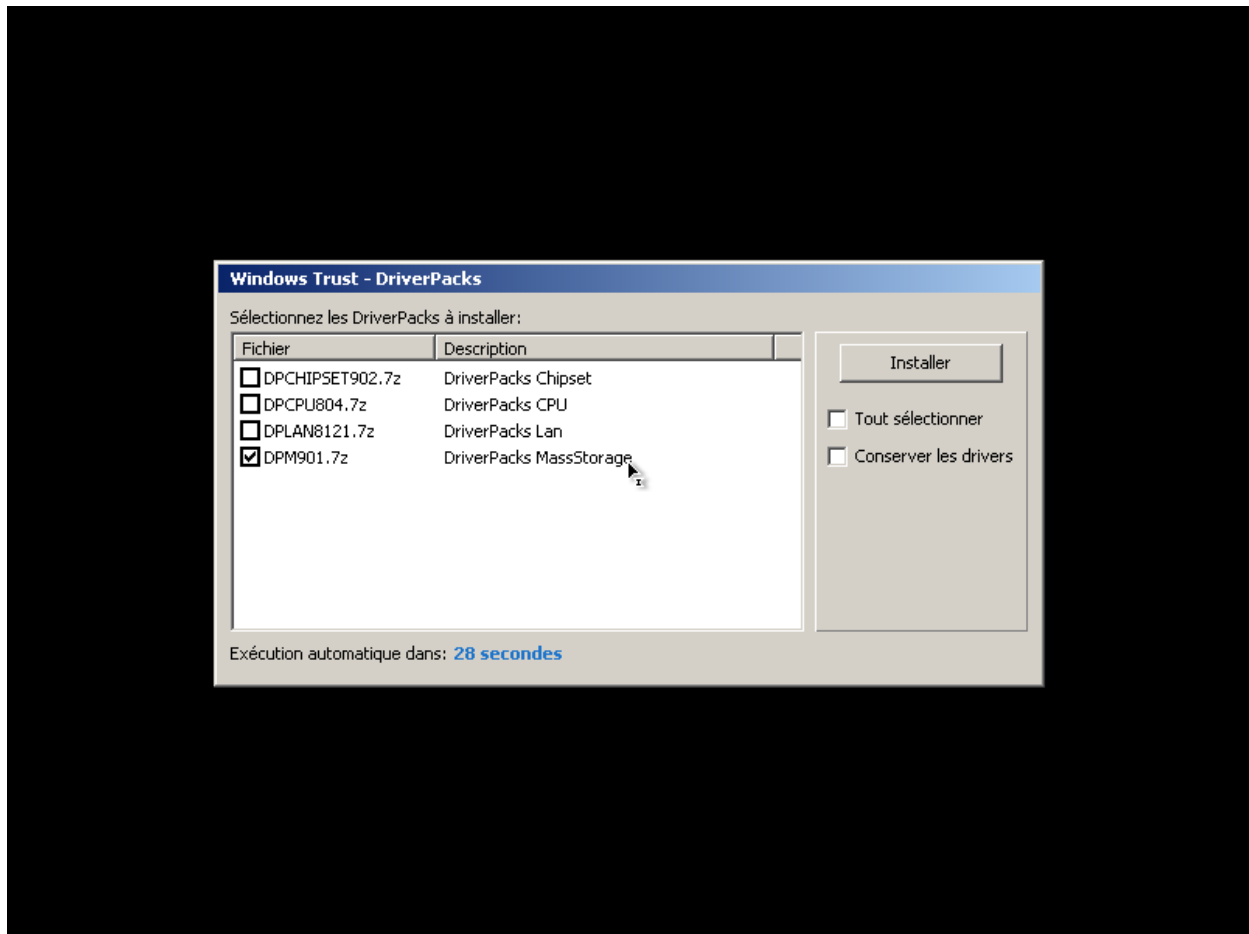 Windows Trust - DriverPacks
Sélectionnez les DriverPacks à installer:
Fichier Description
DPCHIPSET902.7z DriverPacks Chipset
DPCPU804.7z DriverPacks CPU
DPLAN8121.7z DriverPacks Lan
DPM901.7z DriverPacks MassStorage
Installer
Tout sélectionner
Conserver les drivers
Exécution automatique dans: 28 secondes